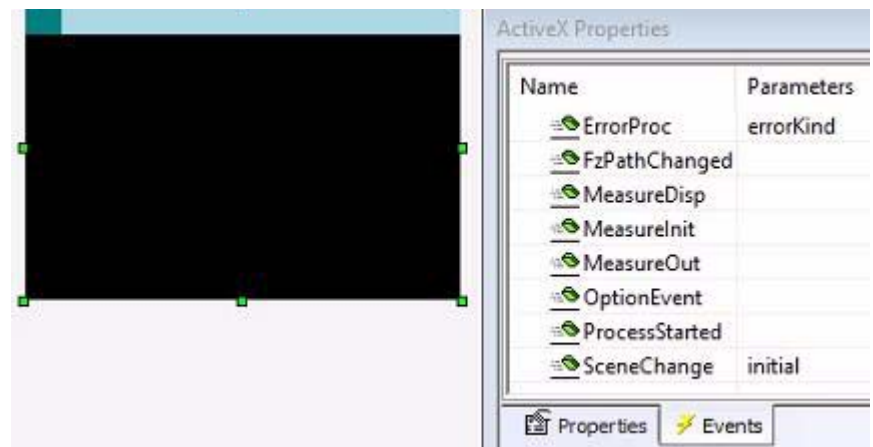 ActiveX Properties
Name Parameters
ErrorProc errorKind
FzPathChanged
MeasureDisp
MeasureInit
MeasureOut
OptionEvent
ProcessStarted
SceneChange initial
Properties Events